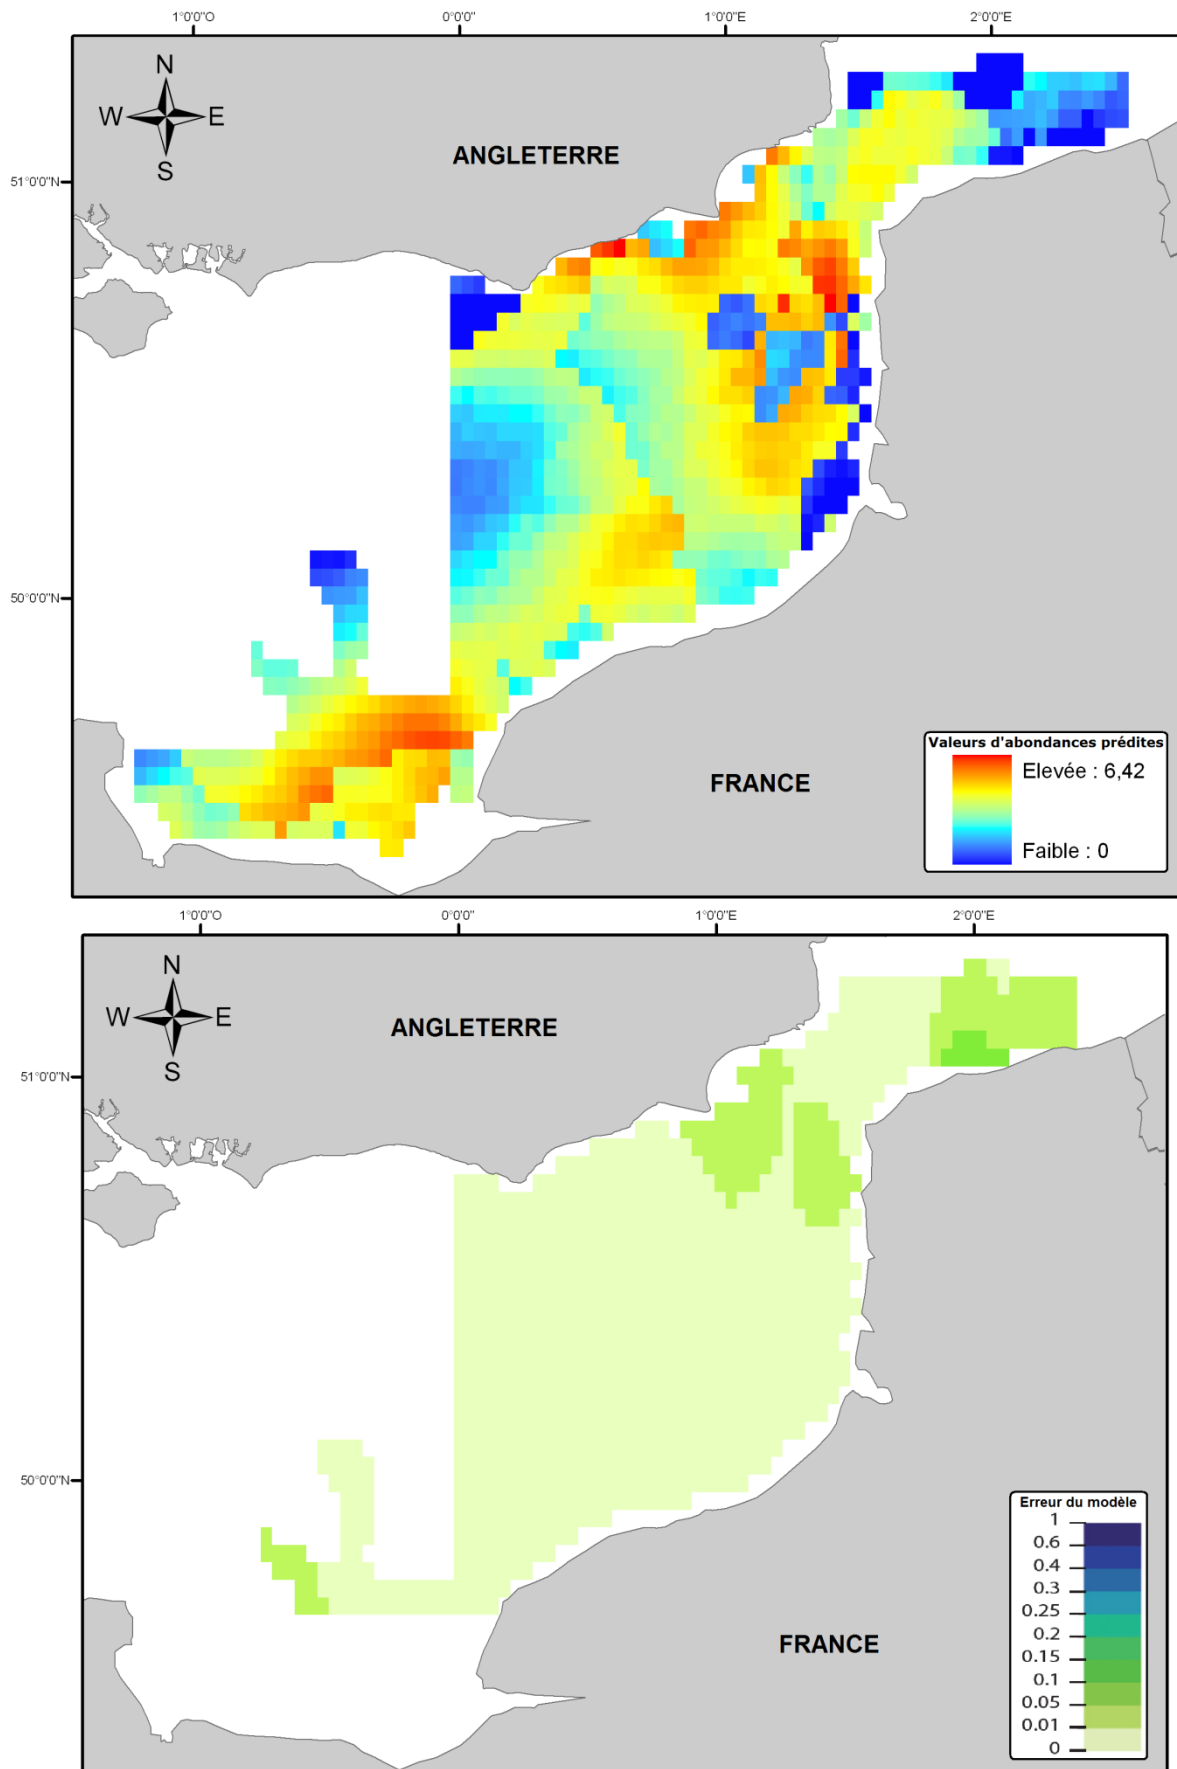 1°0'0"O 0°0'0" 1°0'0"E 2°0'0"E
N
W E
S
ANGLETERRE
51°0'0"N
50°0'0"N
FRANCE
Valeurs d'abondances prédites
Elevée : 6,42
Faible : 0
1°0'0"O 0°0'0" 1°0'0"E 2°0'0"E
N
W E
S
ANGLETERRE
51°0'0"N
50°0'0"N
FRANCE
Erreur du modèle
1
0.6
0.4
0.3
0.25
0.2
0.15
0.1
0.05
0.01
0